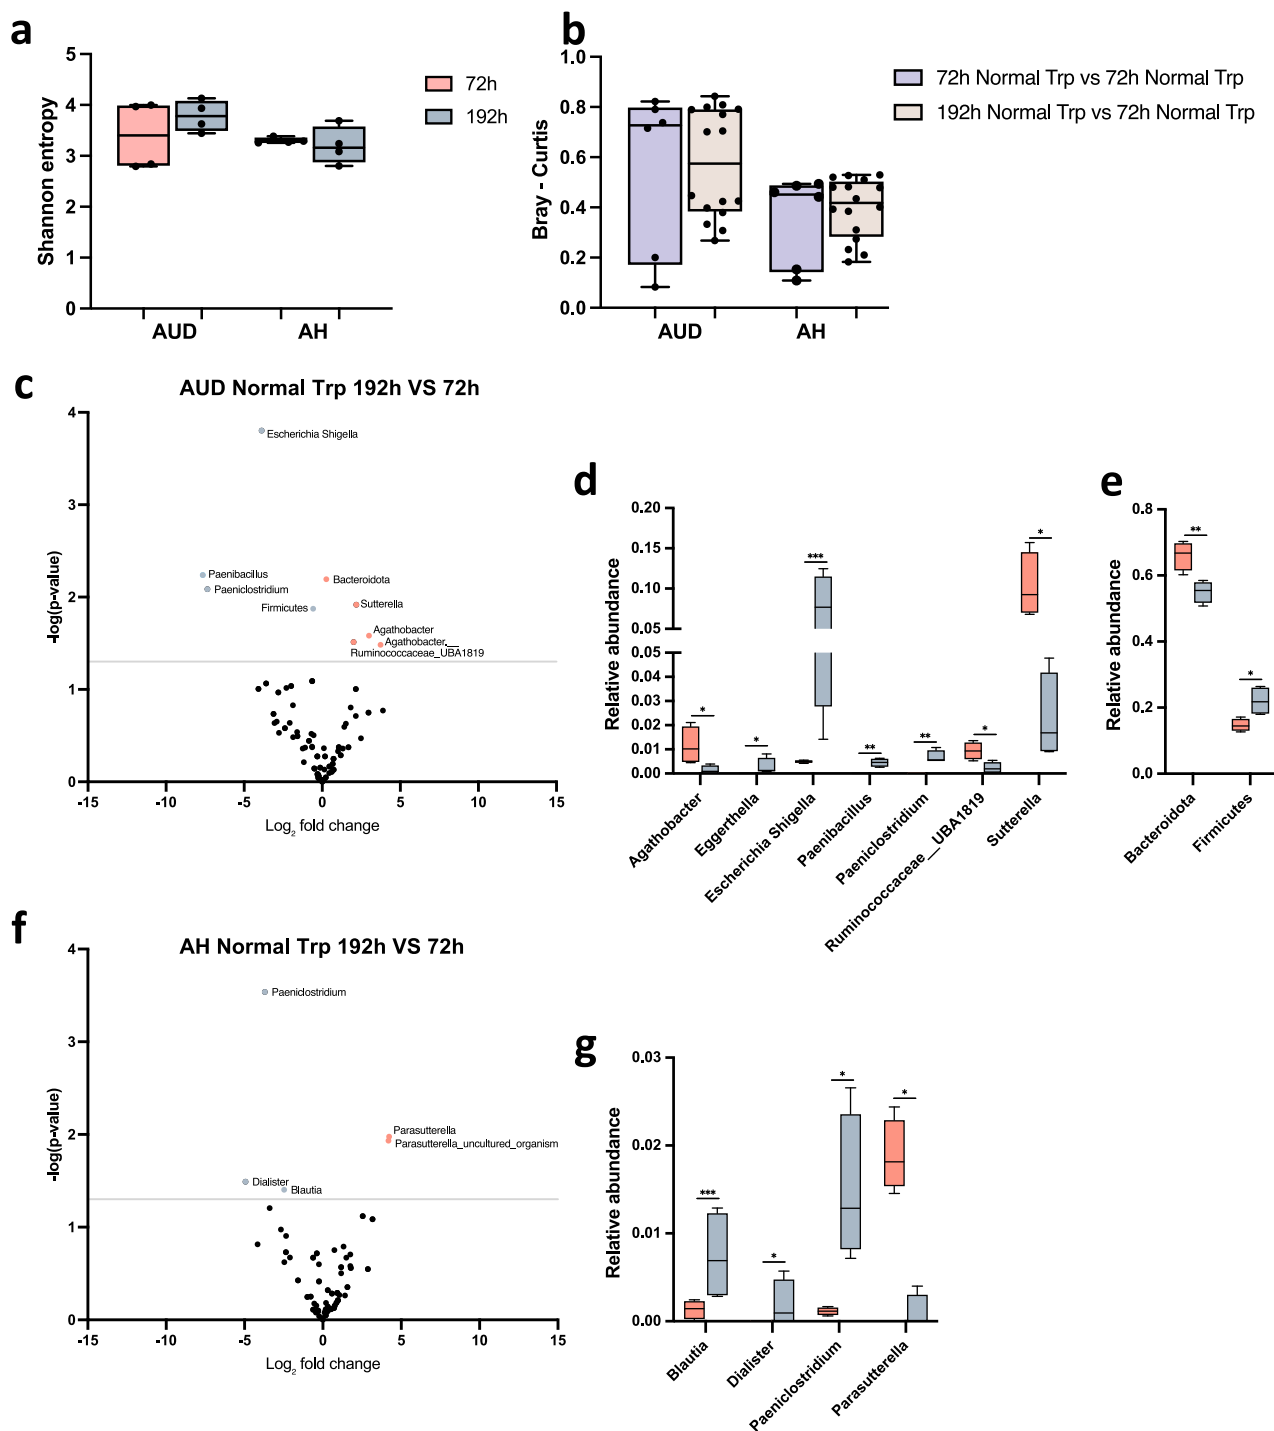 a
5
4
3
2
1
0
Shannon entropy
AUD
AH
72h
192h
b
1.0
0.8
0.6
0.4
0.2
0.0
Bray - Curtis
AUD
AH
72h Normal Trp vs 72h Normal Trp
192h Normal Trp vs 72h Normal Trp
c
AUD Normal Trp 192h VS 72h
4
3
2
1
0
-log(p-value)
Escherichia Shigella
Paenibacillus
Paeniclostridium
Bacteroidota
Firmicutes
Sutterella
Agathobacter
Agathobacter.__
Ruminococcaceae_UBA1819
-15
-10
-5
0
5
10
15
Log2 fold change
d
0.20
0.15
0.10
0.05
0.05
0.04
0.03
0.02
0.01
0.00
Relative abundance
Relative abundance
*
*
***
**
**
*
*
Agathobacter
Eggerthella
Escherichia Shigella
Paenibacillus
Paeniclostridium
Ruminococcaceae__UBA1819
Sutterella
e
0.8
0.6
0.4
0.2
0.0
Relative abundance
**
*
Bacteroidota
Firmicutes
f
AH Normal Trp 192h VS 72h
4
3
2
1
0
-log(p-value)
Paeniclostridium
Parasutterella
Parasutterella_uncultured_organism
Dialister
Blautia
-15
-10
-5
0
5
10
15
Log2 fold change
g
0.03
0.02
0.01
0.00
Relative abundance
***
*
*
*
Blautia
Dialister
Paeniclostridium
Parasutterella